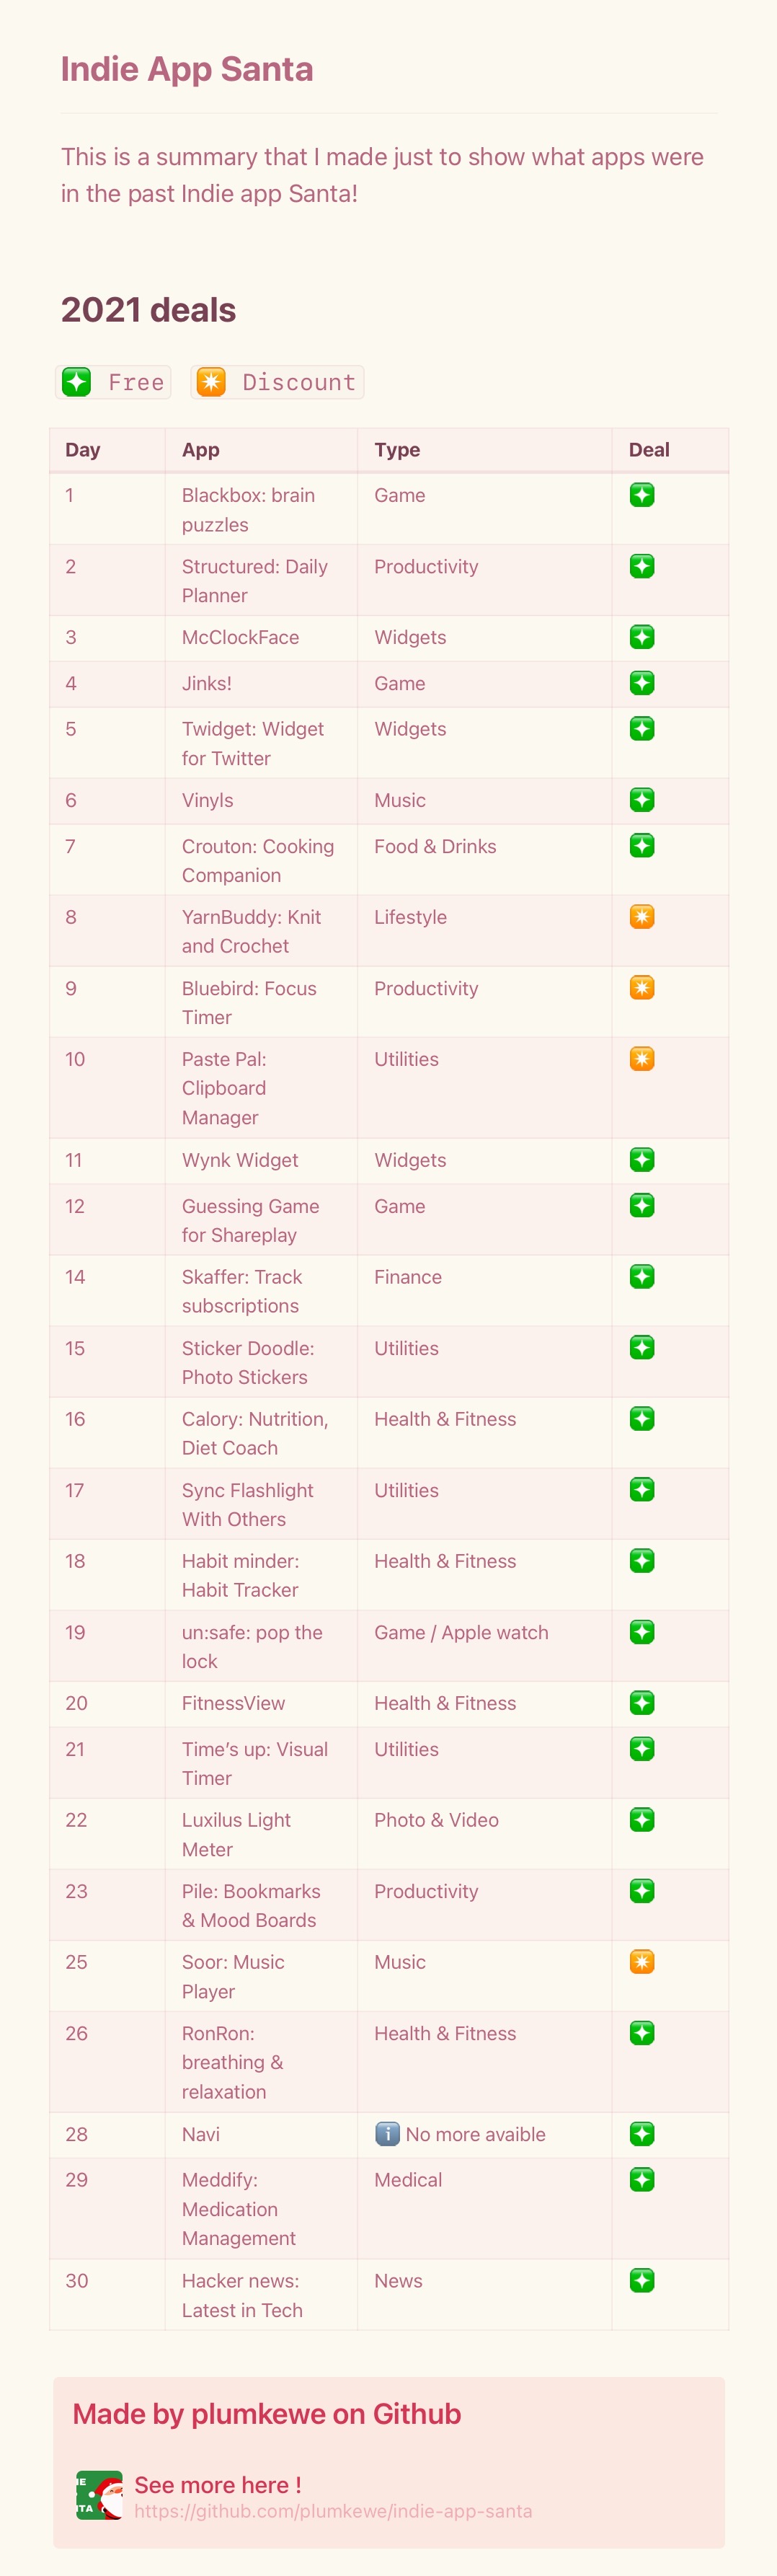 Indie App Santa
This is a summary that I made just to show what apps were
in the past Indie app Santa!
2021 deals
Free Discount
Day App Type Deal
1 Blackbox: brain Game
puzzles
2 Structured: Daily Productivity
Planner
3 McClockFace Widgets
4 Jinks! Game
5 Twidget: Widget Widgets
for Twitter
6 Vinyls Music
7 Crouton: Cooking Food & Drinks
Companion
8 YarnBuddy: Knit Lifestyle
and Crochet
9 Bluebird: Focus Productivity
Timer
10 Paste Pal: Utilities
Clipboard
Manager
11 Wynk Widget Widgets
12 Guessing Game Game
for Shareplay
14 Skaffer: Track Finance
subscriptions
15 Sticker Doodle: Utilities
Photo Stickers
16 Calory: Nutrition, Health & Fitness
Diet Coach
17 Sync Flashlight Utilities
With Others
18 Habit minder: Health & Fitness
Habit Tracker
19 un:safe: pop the Game / Apple watch
lock
20 FitnessView Health & Fitness
21 Time’s up: Visual Utilities
Timer
22 Luxilus Light Photo & Video
Meter
23 Pile: Bookmarks Productivity
& Mood Boards
25 Soor: Music Music
Player
26 RonRon: Health & Fitness
breathing &
relaxation
28 Navi ℹ️ No more avaible
29 Meddify: Medical
Medication
Management
30 Hacker news: News
Latest in Tech
Made by plumkewe on Github
See more here !
https://github.com/plumkewe/indie-app-santa